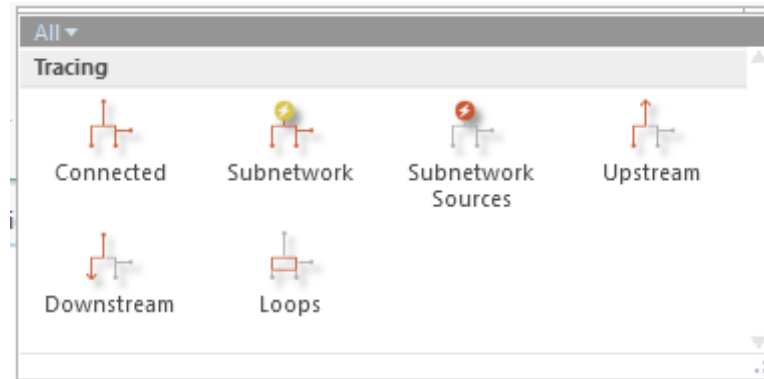 All
Tracing
Connected
Subnetwork
Subnetwork
Sources
Upstream
Downstream
Loops